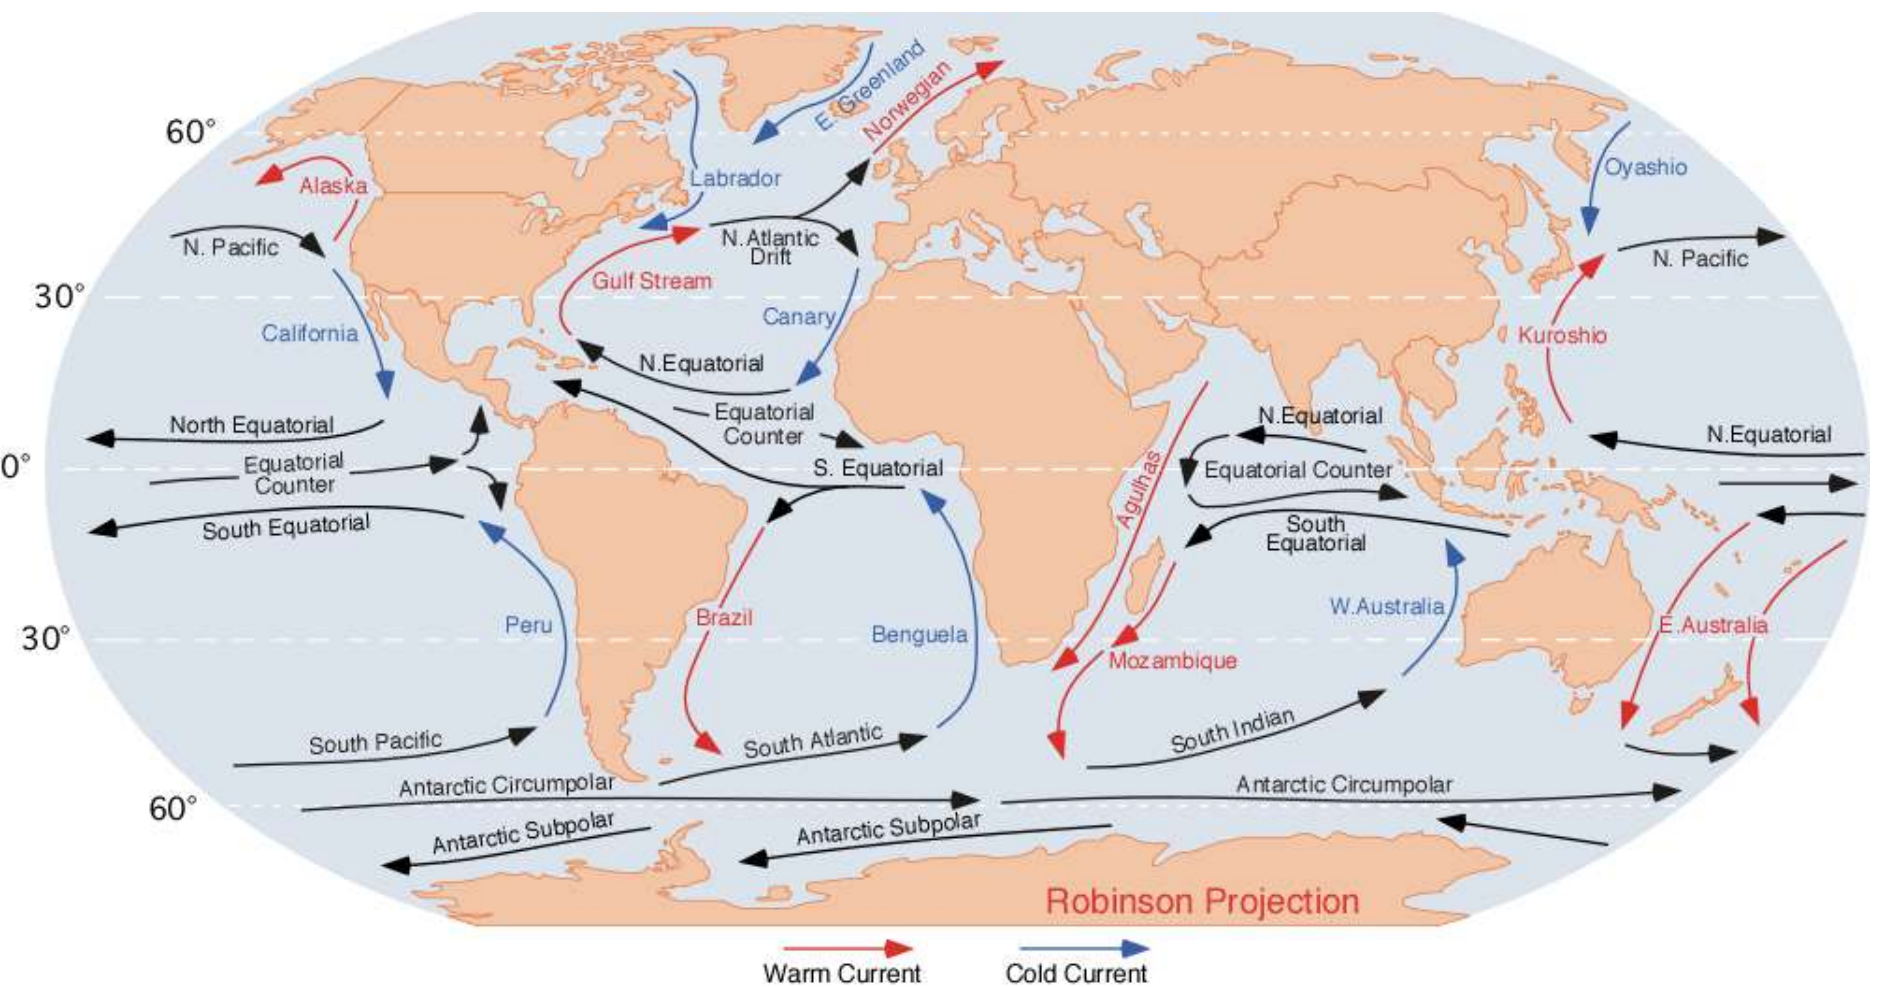 E. Greenland
Norwegian
60°
Labrador
Oyashio
Alaska
N. Pacific
N. Atlantic
Drift
N. Pacific
Gulf Stream
30°
California
Canary
Kuroshio
N.Equatorial
North Equatorial
Equatorial
Counter
N.Equatorial
N.Equatorial
0°
Equatorial
Counter
S. Equatorial
Agulhas
Equatorial Counter
South Equatorial
South
Equatorial
Peru
Brazil
Benguela
W.Australia
E.Australia
30°
Mozambique
South Pacific
South Atlantic
South Indian
Antarctic Circumpolar
Antarctic Circumpolar
60°
Antarctic Subpolar
Antarctic Subpolar
Robinson Projection
Warm Current
Cold Current